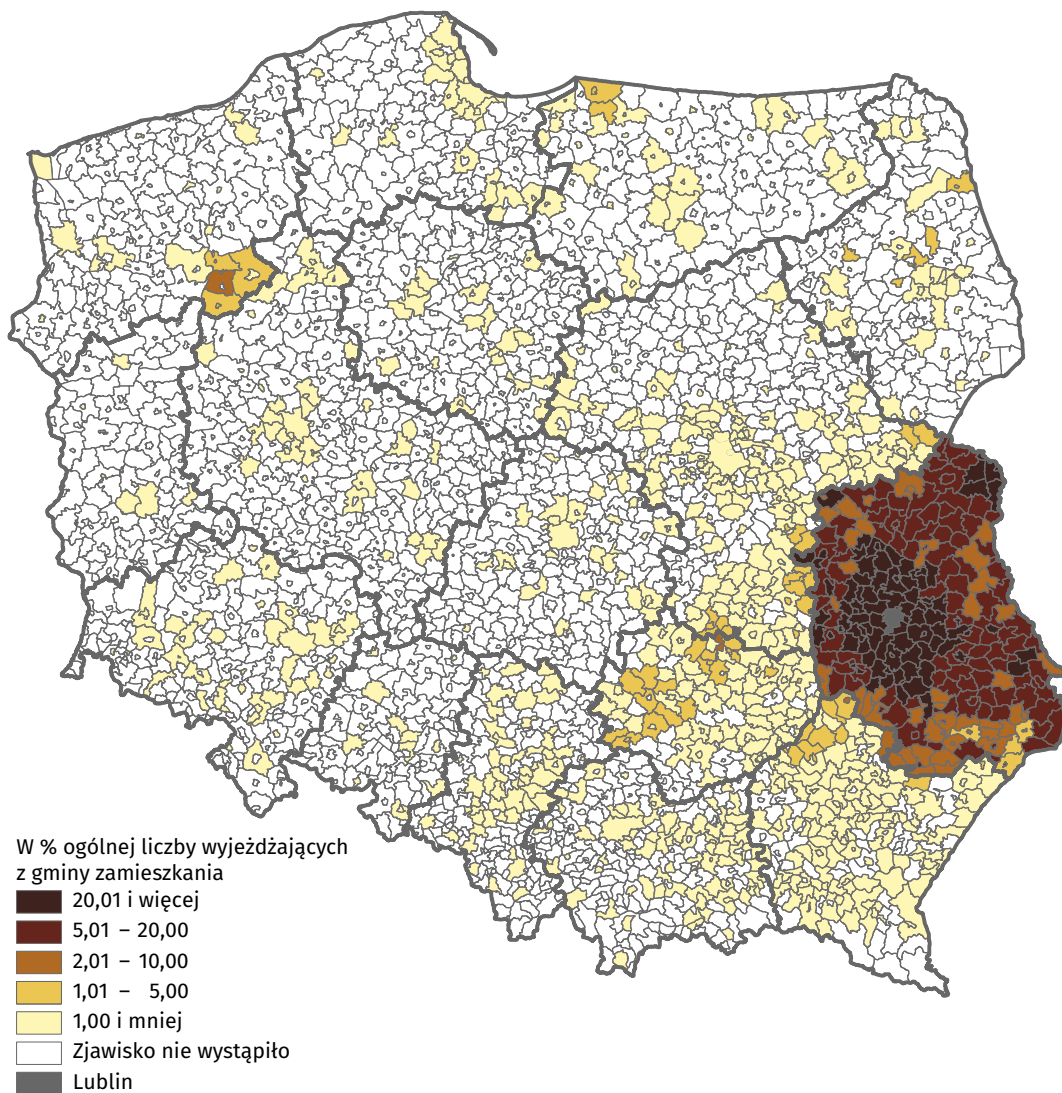 W % ogólnej liczby wyjeżdżających
z gminy zamieszkania
20,01 i więcej
5,01 – 20,00
2,01 – 10,00
1,01 – 5,00
1,00 i mniej
Zjawisko nie wystąpiło
Lublin